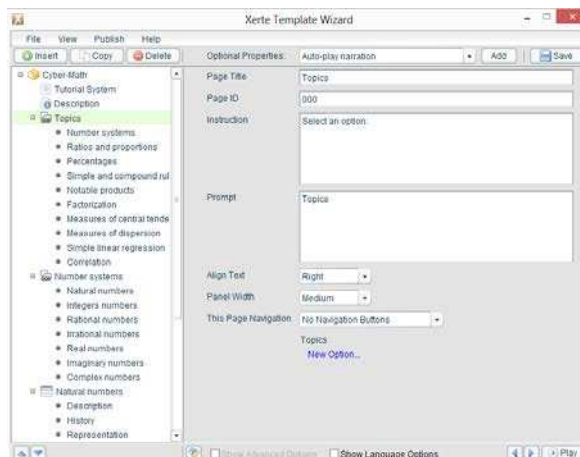 Xerte Template Wizard
File View Publish Help
Insert Copy Delete Optional Properties: Auto-play narration Add Save
Cyber-Math
Tutorial System
Description
Topics
Number systems
Ratios and proportions
Percentages
Simple and compound rul
Notable products
Factorization
Measures of central tende
Measures of dispersion
Simple linear regression
Correlation
Number systems
Natural numbers
Integers numbers
Rational numbers
Irrational numbers
Real numbers
Imaginary numbers
Complex numbers
Natural numbers
Description
History
Representation
Page Title Topics
Page ID 000
Instruction Select an option:
Prompt Topics
Align Text Right
Panel Width Medium
This Page Navigation No Navigation Buttons
Topics
New Option...
Show Advanced Options Show Language Options Play